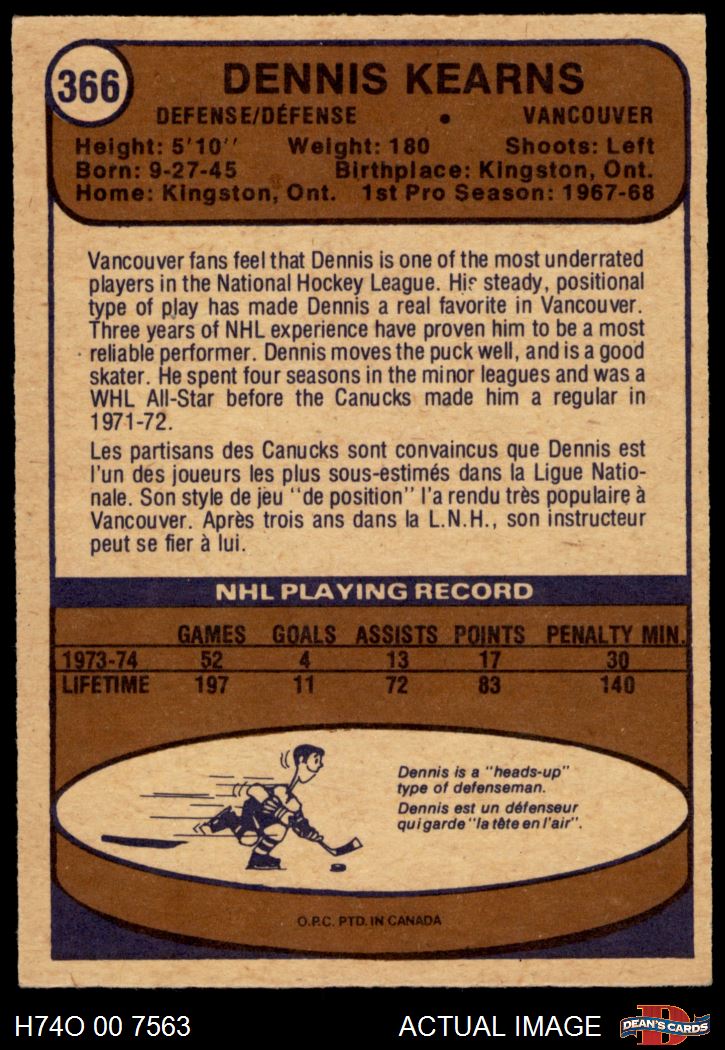 366
DENNIS KEARNS
DEFENSE/DÉFENSE • VANCOUVER
Height: 5'10'' Weight: 180 Shoots: Left
Born: 9-27-45 Birthplace: Kingston, Ont.
Home: Kingston, Ont. 1st Pro Season: 1967-68
Vancouver fans feel that Dennis is one of the most underrated
players in the National Hockey League. His steady, positional
type of play has made Dennis a real favorite in Vancouver.
Three years of NHL experience have proven him to be a most
reliable performer. Dennis moves the puck well, and is a good
skater. He spent four seasons in the minor leagues and was a
WHL All-Star before the Canucks made him a regular in
1971-72.
Les partisans des Canucks sont convaincus que Dennis est
l'un des joueurs les plus sous-estimés dans la Ligue Natio-
nale. Son style de jeu ''de position'' l'a rendu très populaire à
Vancouver. Après trois ans dans la L.N.H., son instructeur
peut se fier à lui.
NHL PLAYING RECORD
GAMES GOALS ASSISTS POINTS PENALTY MIN.
1973-74 52 4 13 17 30
LIFETIME 197 11 72 83 140
Dennis is a "heads-up"
type of defenseman.
Dennis est un défenseur
qui garde "la tête en l'air".
O.P.C. PTD. IN CANADA
H74O 00 7563 ACTUAL IMAGE
D
DEAN'S CARDS